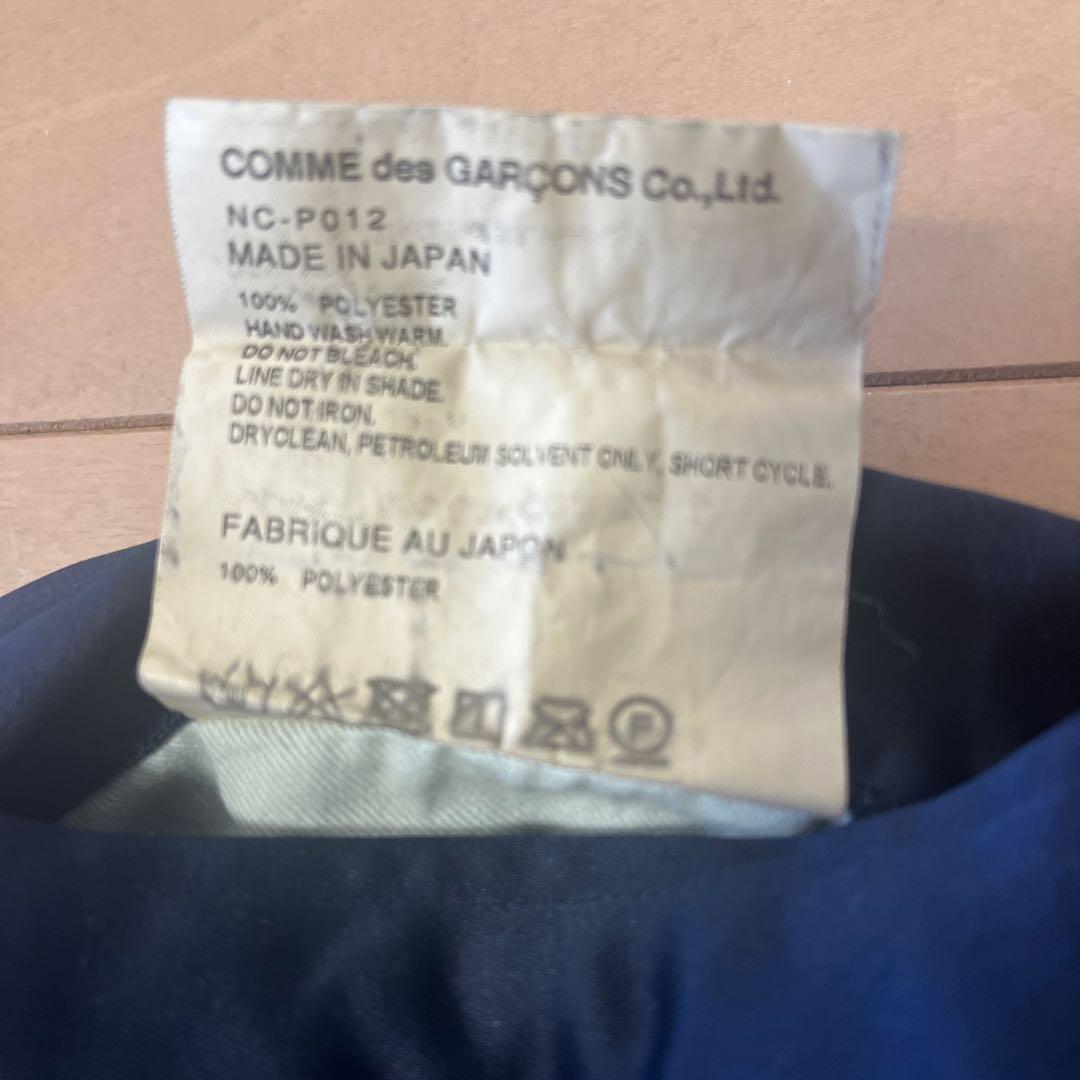 COMME des GARÇONS Co.,Ltd.
NC-P012
MADE IN JAPAN
100% POLYESTER
HAND WASH WARM.
DO NOT BLEACH.
LINE DRY IN SHADE.
DO NOT IRON.
DRYCLEAN, PETROLEUM SOLVENT ONLY, SHORT CYCLE.
FABRIQUE AU JAPON
100% POLYESTER
P